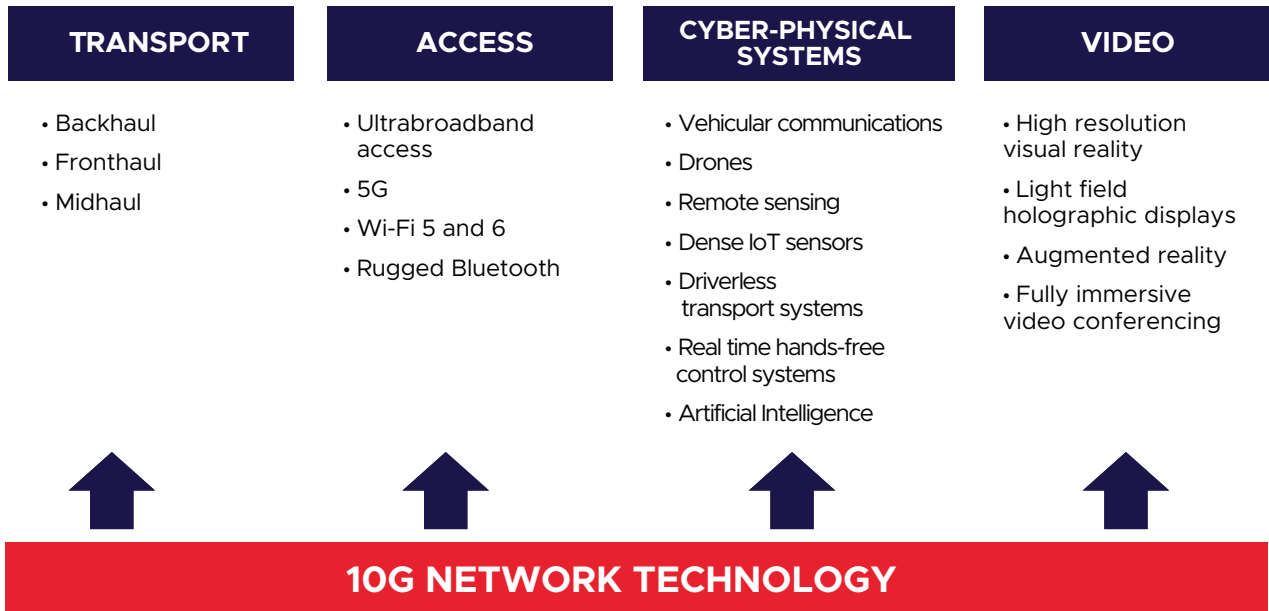 TRANSPORT
• Backhaul
• Fronthaul
• Midhaul
ACCESS
• Ultrabroadband
access
• 5G
• Wi-Fi 5 and 6
• Rugged Bluetooth
CYBER-PHYSICAL
SYSTEMS
• Vehicular communications
• Drones
• Remote sensing
• Dense IoT sensors
• Driverless
transport systems
• Real time hands-free
control systems
• Artificial Intelligence
VIDEO
• High resolution
visual reality
• Light field
holographic displays
• Augmented reality
• Fully immersive
video conferencing
10G NETWORK TECHNOLOGY